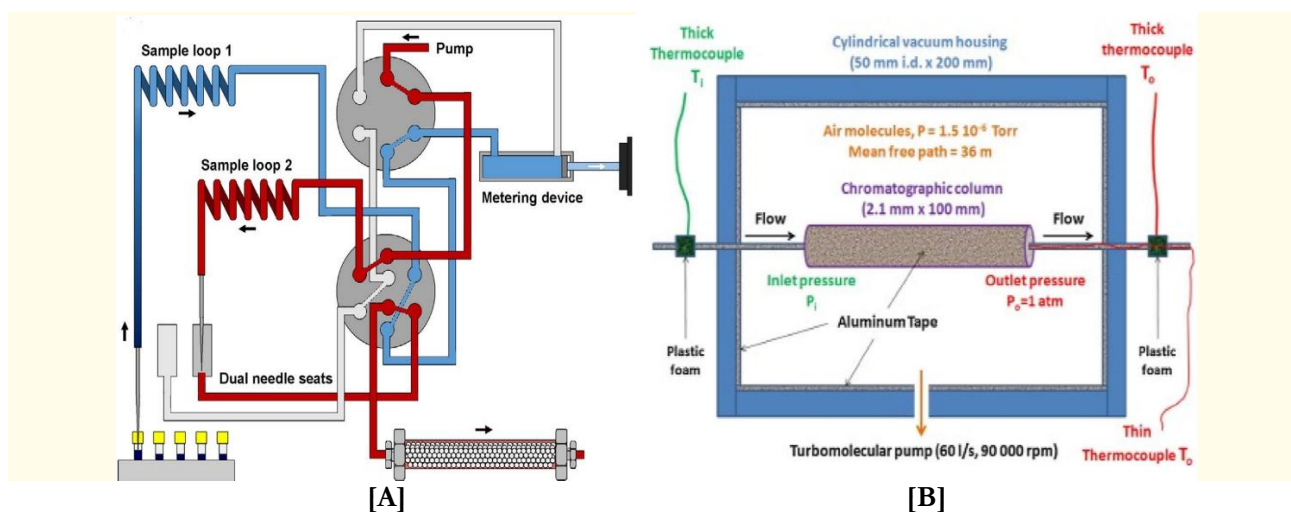 Sample loop 1
Pump
Sample loop 2
Metering device
Dual needle seats
[A]
Thick
Thermocouple
Ti
Cylindrical vacuum housing
(50 mm i.d. x 200 mm)
Thick
thermocouple
To
Air molecules, P = 1.5 10⁻⁶ Torr
Mean free path = 36 m
Chromatographic column
(2.1 mm x 100 mm)
Flow
Flow
Inlet pressure
Pi
Outlet pressure
Po=1 atm
Aluminum Tape
Plastic
foam
Plastic
foam
Turbomolecular pump (60 l/s, 90 000 rpm)
Thin
Thermocouple To
[B]